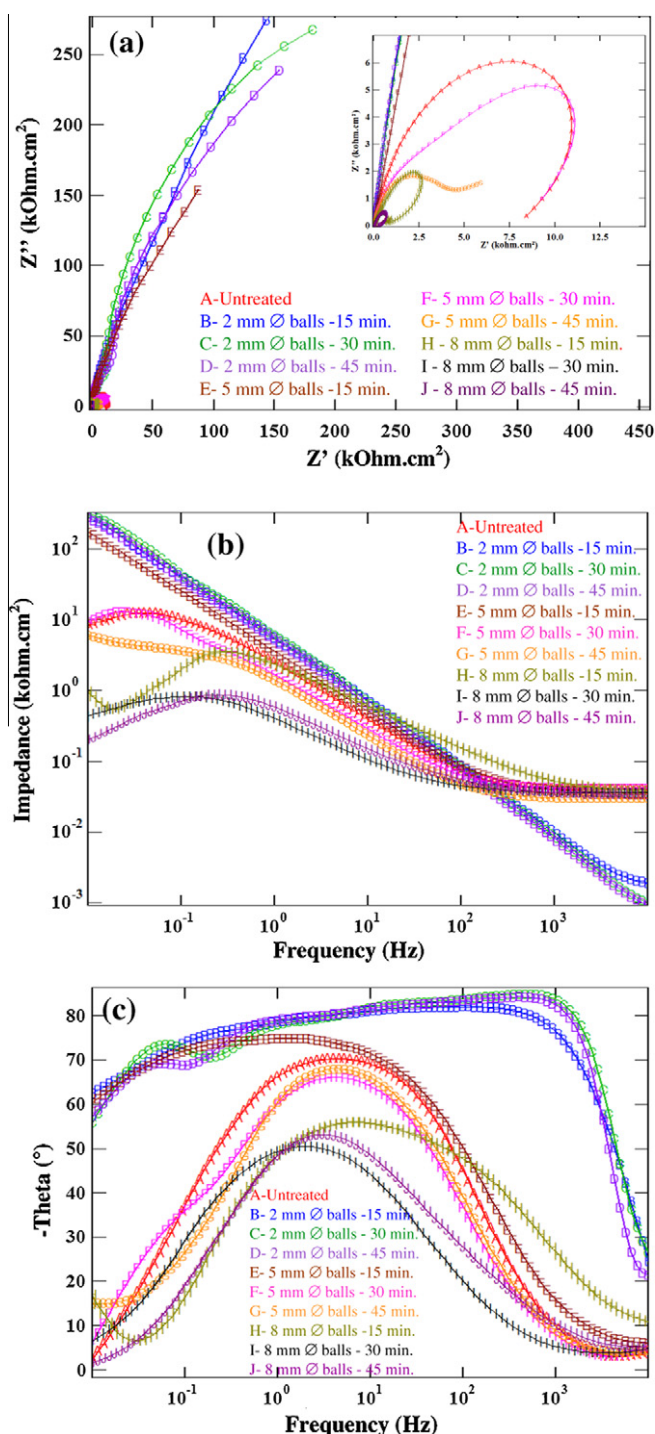 (a)
250
200
150
100
50
0
Z'' (kOhm.cm²)
6
5
4
3
2
1
0
Z'' (kohm.cm²)
0.0 2.5 5.0 7.5 10.0 12.5
Z' (kohm.cm²)
A-Untreated
B- 2 mm Ø balls -15 min.
C- 2 mm Ø balls - 30 min.
D- 2 mm Ø balls - 45 min.
E- 5 mm Ø balls -15 min.
F- 5 mm Ø balls - 30 min.
G- 5 mm Ø balls - 45 min.
H - 8 mm Ø balls - 15 min.
I - 8 mm Ø balls – 30 min.
J - 8 mm Ø balls - 45 min.
0 50 100 150 200 250 300 350 400 450
Z' (kOhm.cm²)
(b)
10²
10¹
10⁰
10⁻¹
10⁻²
10⁻³
Impedance (kohm.cm²)
A-Untreated
B- 2 mm Ø balls -15 min.
C- 2 mm Ø balls - 30 min.
D- 2 mm Ø balls - 45 min.
E- 5 mm Ø balls -15 min.
F- 5 mm Ø balls - 30 min.
G- 5 mm Ø balls - 45 min.
H- 8 mm Ø balls -15 min.
I- 8 mm Ø balls - 30 min.
J- 8 mm Ø balls - 45 min.
10⁻¹ 10⁰ 10¹ 10² 10³
Frequency (Hz)
(c)
80
70
60
50
40
30
20
10
0
-Theta (°)
A-Untreated
B- 2 mm Ø balls -15 min.
C- 2 mm Ø balls - 30 min.
D- 2 mm Ø balls - 45 min.
E- 5 mm Ø balls -15 min.
F- 5 mm Ø balls - 30 min.
G- 5 mm Ø balls - 45 min.
H- 8 mm Ø balls -15 min.
I- 8 mm Ø balls - 30 min.
J- 8 mm Ø balls - 45 min.
10⁻¹ 10⁰ 10¹ 10² 10³
Frequency (Hz)